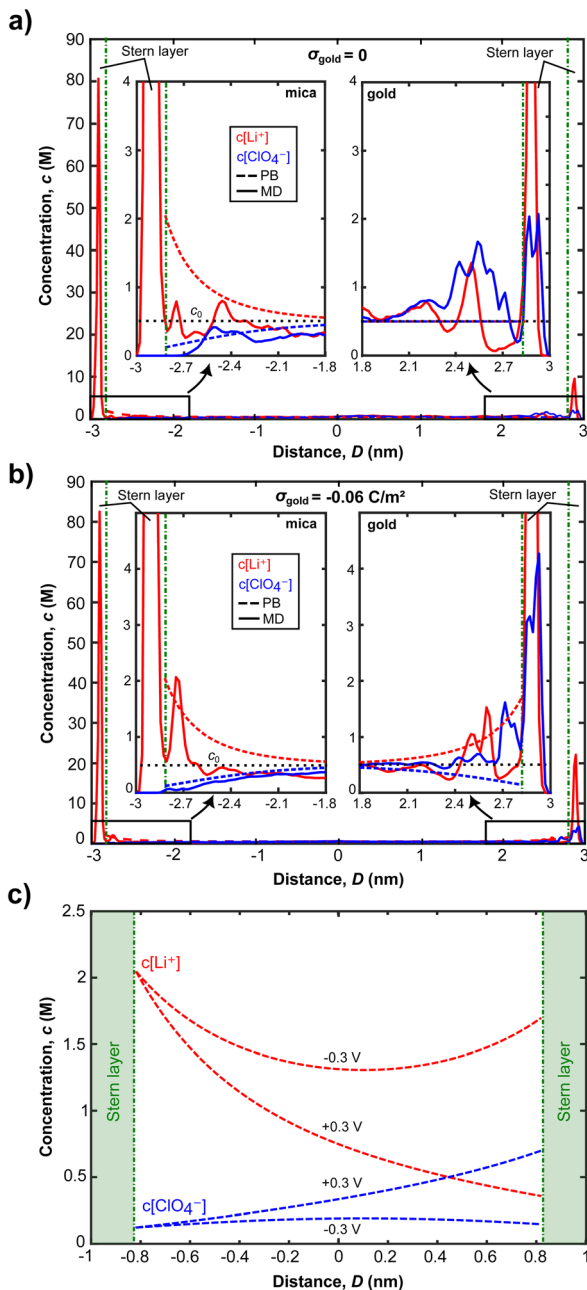 a)
σgold = 0
Stern layer
Stern layer
90
80
70
60
50
40
30
20
10
0
Concentration, c (M)
mica
4
3
2
1
0
c[Li⁺]
c[ClO₄⁻]
PB
MD
c₀
-3 -2.7 -2.4 -2.1 -1.8
gold
4
3
2
1
0
1.8 2.1 2.4 2.7 3
-3 -2 -1 0 1 2 3
Distance, D (nm)
b)
σgold = -0.06 C/m²
Stern layer
Stern layer
90
80
70
60
50
40
30
20
10
0
Concentration, c (M)
mica
4
3
2
1
0
c[Li⁺]
c[ClO₄⁻]
PB
MD
c₀
-3 -2.7 -2.4 -2.1 -1.8
gold
4
3
2
1
0
1.8 2.1 2.4 2.7 3
-3 -2 -1 0 1 2 3
Distance, D (nm)
c)
2.5
2
1.5
1
0.5
0
Concentration, c (M)
Stern layer
c[Li⁺]
-0.3 V
+0.3 V
+0.3 V
c[ClO₄⁻]
-0.3 V
Stern layer
-1 -0.8 -0.6 -0.4 -0.2 0 0.2 0.4 0.6 0.8 1
Distance, D (nm)